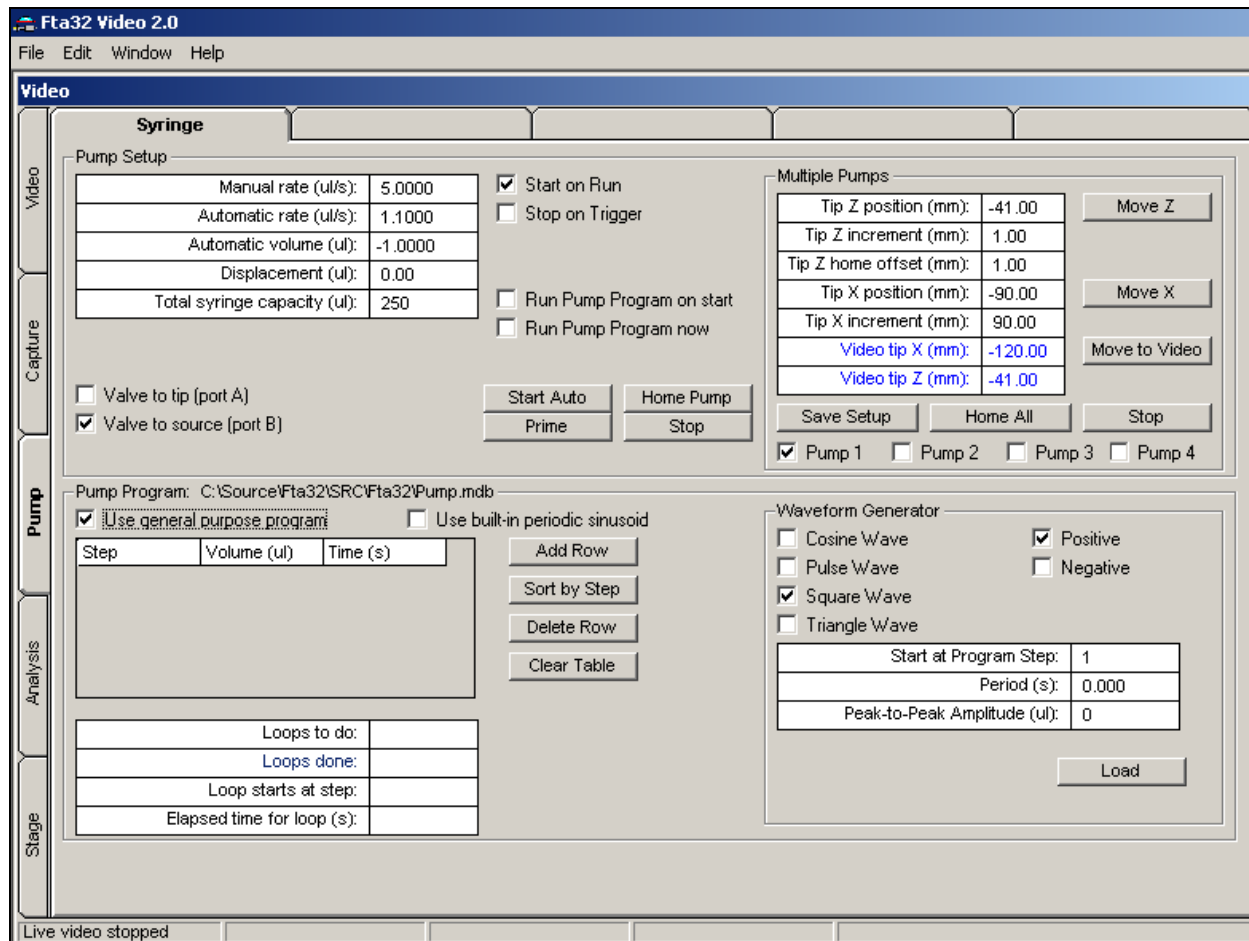 Fta32 Video 2.0
File Edit Window Help
Video
Syringe
Video
Capture
Pump
Analysis
Stage
Pump Setup
Manual rate (ul/s): 5.0000
Automatic rate (ul/s): 1.1000
Automatic volume (ul): -1.0000
Displacement (ul): 0.00
Total syringe capacity (ul): 250
Start on Run
Stop on Trigger
Run Pump Program on start
Run Pump Program now
Valve to tip (port A)
Valve to source (port B)
Start Auto Home Pump
Prime Stop
Multiple Pumps
Tip Z position (mm): -41.00 Move Z
Tip Z increment (mm): 1.00
Tip Z home offset (mm): 1.00
Tip X position (mm): -90.00 Move X
Tip X increment (mm): 90.00
Video tip X (mm): -120.00 Move to Video
Video tip Z (mm): -41.00
Save Setup Home All Stop
Pump 1 Pump 2 Pump 3 Pump 4
Pump Program: C:\Source\Fta32\SRC\Fta32\Pump.mdb
Use general purpose program Use built-in periodic sinusoid
Step Volume (ul) Time (s)
Add Row
Sort by Step
Delete Row
Clear Table
Loops to do:
Loops done:
Loop starts at step:
Elapsed time for loop (s):
Waveform Generator
Cosine Wave Positive
Pulse Wave Negative
Square Wave
Triangle Wave
Start at Program Step: 1
Period (s): 0.000
Peak-to-Peak Amplitude (ul): 0
Load
Live video stopped